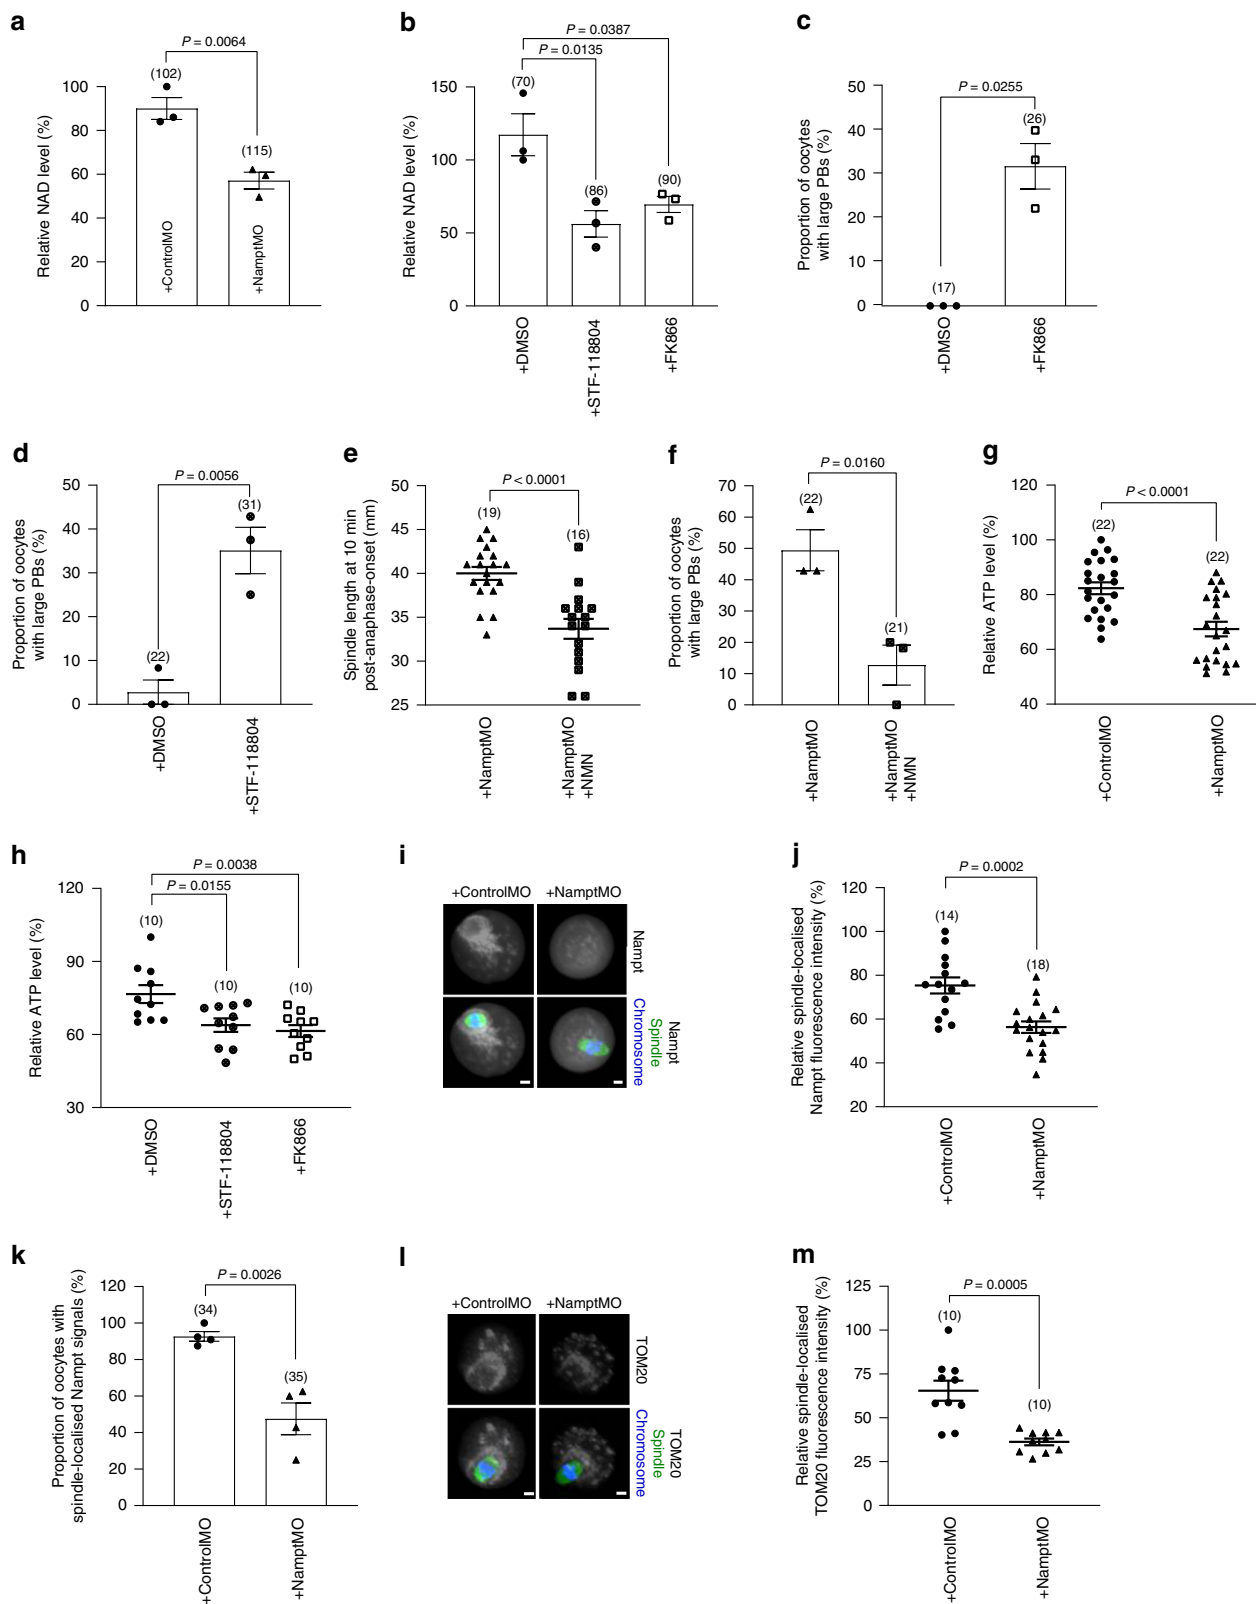 a
P = 0.0064
(102)
(115)
Relative NAD level (%)
100
80
60
40
20
0
+ControlMO
+NamptMO
b
P = 0.0387
P = 0.0135
(70)
(86)
(90)
Relative NAD level (%)
150
100
50
0
+DMSO
+STF-118804
+FK866
c
P = 0.0255
(26)
(17)
Proportion of oocytes
with large PBs (%)
50
40
30
20
10
0
+DMSO
+FK866
d
P = 0.0056
(31)
(22)
Proportion of oocytes
with large PBs (%)
50
40
30
20
10
0
+DMSO
+STF-118804
e
P < 0.0001
(19)
(16)
Spindle length at 10 min
post-anaphase-onset (mm)
50
45
40
35
30
25
+NamptMO
+NamptMO
+NMN
f
P = 0.0160
(22)
(21)
Proportion of oocytes
with large PBs (%)
70
60
50
40
30
20
10
0
+NamptMO
+NamptMO
+NMN
g
P < 0.0001
(22)
(22)
Relative ATP level (%)
120
100
80
60
40
+ControlMO
+NamptMO
h
P = 0.0038
P = 0.0155
(10)
(10)
(10)
Relative ATP level (%)
120
90
60
30
+DMSO
+STF-118804
+FK866
i
+ControlMO
+NamptMO
Nampt
Nampt
Spindle
Chromosome
j
P = 0.0002
(14)
(18)
Relative spindle-localised
Nampt fluorescence intensity (%)
120
100
80
60
40
20
+ControlMO
+NamptMO
k
P = 0.0026
(34)
(35)
Proportion of oocytes with
spindle-localised Nampt signals (%)
120
100
80
60
40
20
0
+ControlMO
+NamptMO
l
+ControlMO
+NamptMO
TOM20
TOM20
Spindle
Chromosome
m
P = 0.0005
(10)
(10)
Relative spindle-localised
TOM20 fluorescence intensity (%)
125
100
75
50
25
0
+ControlMO
+NamptMO